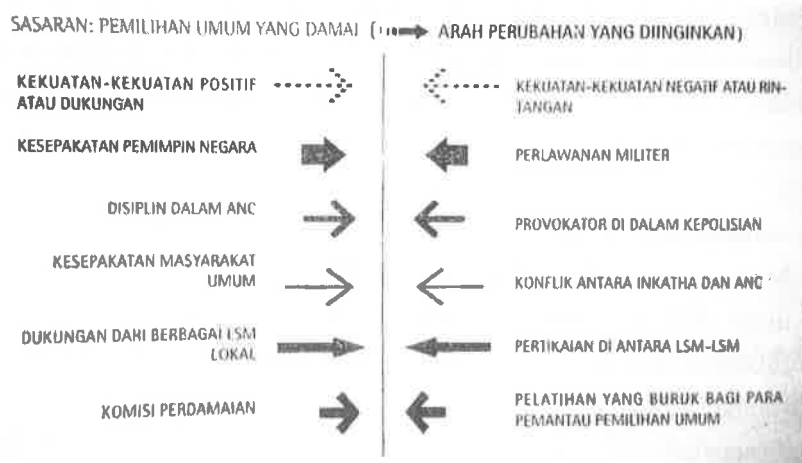 SASARAN: PEMILIHAN UMUM YANG DAMAI ( ARAH PERUBAHAN YANG DIINGINKAN)
KEKUATAN-KEKUATAN POSITIF
ATAU DUKUNGAN
KEKUATAN-KEKUATAN NEGATIF ATAU RIN-
TANGAN
KESEPAKATAN PEMIMPIN NEGARA
PERLAWANAN MILITER
DISIPLIN DALAM ANC
PROVOKATOR DI DALAM KEPOLISIAN
KESEPAKATAN MASYARAKAT
UMUM
KONFLIK ANTARA INKATHA DAN ANC
DUKUNGAN DARI BERBAGAI LSM
LOKAL
PERTIKAIAN DI ANTARA LSM-LSM
KOMISI PERDAMAIAN
PELATIHAN YANG BURUK BAGI PARA
PEMANTAU PEMILIHAN UMUM